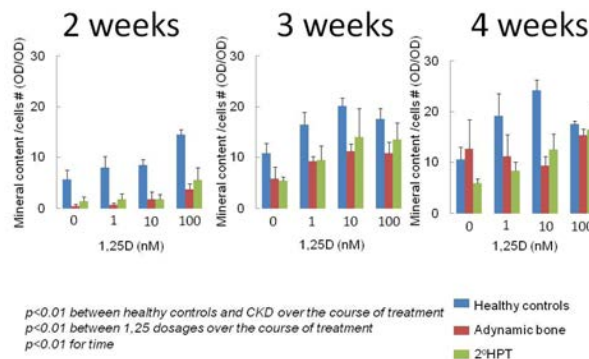 2 weeks
3 weeks
4 weeks
Mineral content /cells # (OD/OD)
30
20
10
0
0 1 10 100
1,25D (nM)
Mineral content /cells # (OD/OD)
30
20
10
0
0 1 10 100
1,25D (nM)
Mineral content /cells # (OD/OD)
30
20
10
0
0 1 10 100
1,25D (nM)
p<0.01 between healthy controls and CKD over the course of treatment
p<0.01 between 1,25 dosages over the course of treatment
p<0.01 for time
Healthy controls
Adynamic bone
2°HPT